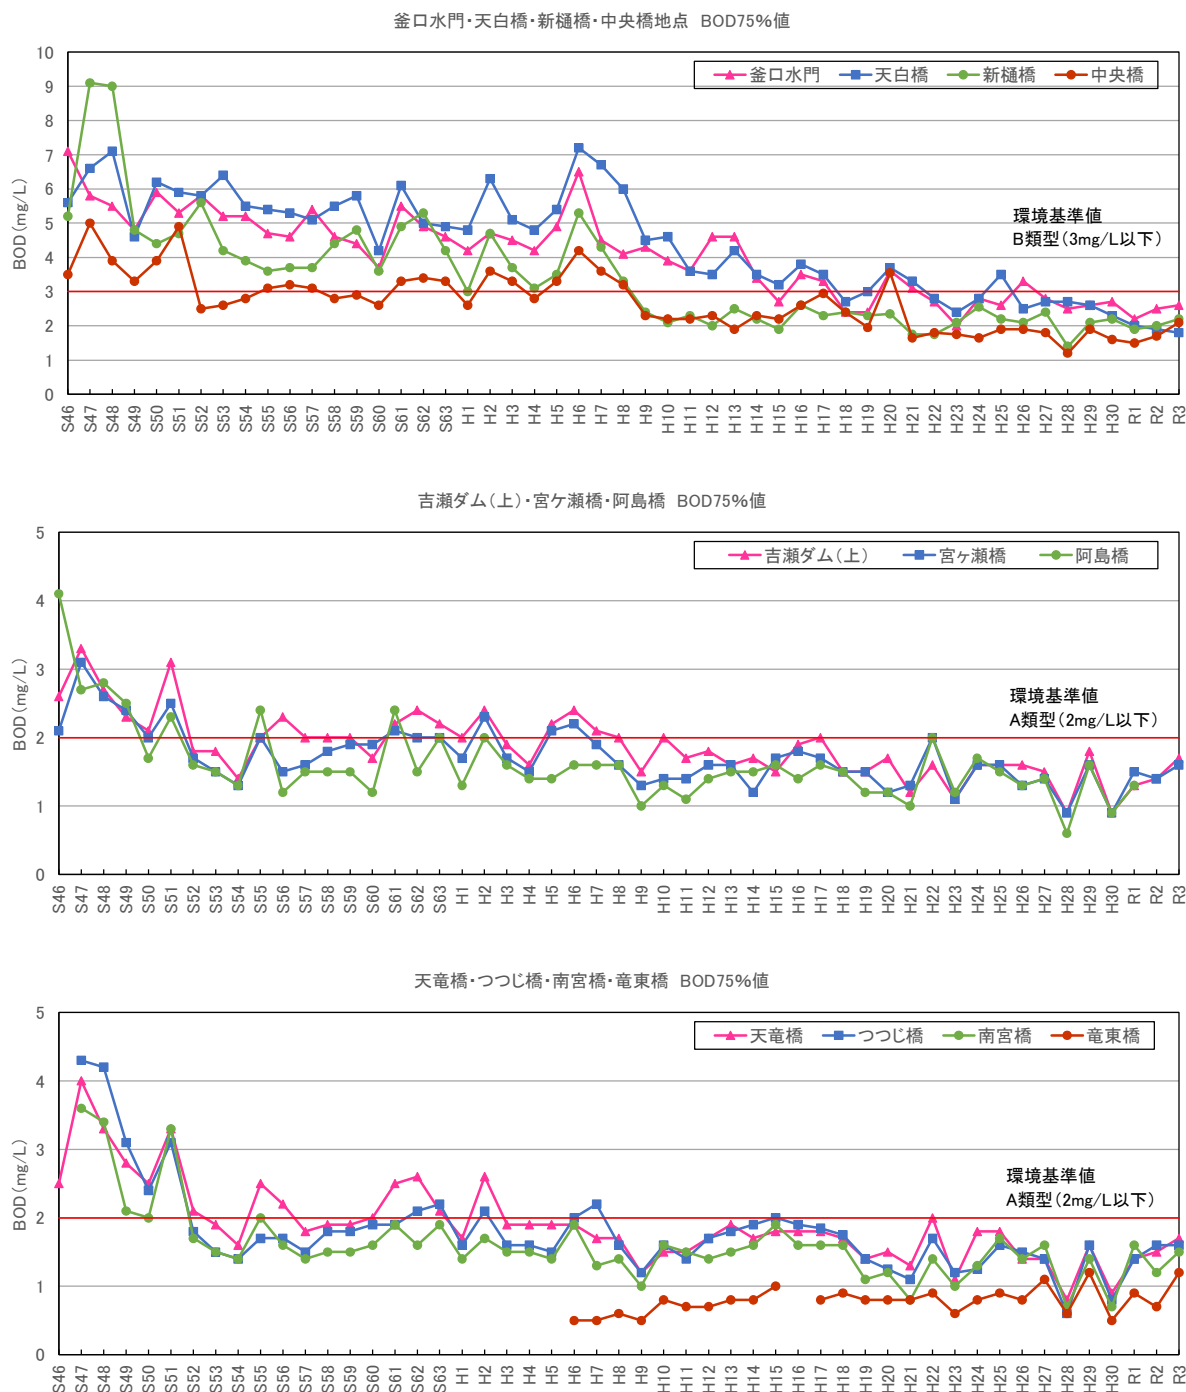 釜口水門・天白橋・新樋橋・中央橋地点 BOD75%値
10
9
8
7
6
5
4
3
2
1
0
BOD(mg/L)
釜口水門 天白橋 新樋橋 中央橋
環境基準値
B類型(3mg/L以下)
S46 S47 S48 S49 S50 S51 S52 S53 S54 S55 S56 S57 S58 S59 S60 S61 S62 S63 H1 H2 H3 H4 H5 H6 H7 H8 H9 H10 H11 H12 H13 H14 H15 H16 H17 H18 H19 H20 H21 H22 H23 H24 H25 H26 H27 H28 H29 H30 R1 R2 R3
吉瀬ダム(上)・宮ケ瀬橋・阿島橋 BOD75%値
5
4
3
2
1
0
BOD(mg/L)
吉瀬ダム(上) 宮ヶ瀬橋 阿島橋
環境基準値
A類型(2mg/L以下)
S46 S47 S48 S49 S50 S51 S52 S53 S54 S55 S56 S57 S58 S59 S60 S61 S62 S63 H1 H2 H3 H4 H5 H6 H7 H8 H9 H10 H11 H12 H13 H14 H15 H16 H17 H18 H19 H20 H21 H22 H23 H24 H25 H26 H27 H28 H29 H30 R1 R2 R3
天竜橋・つつじ橋・南宮橋・竜東橋 BOD75%値
5
4
3
2
1
0
BOD(mg/L)
天竜橋 つつじ橋 南宮橋 竜東橋
環境基準値
A類型(2mg/L以下)
S46 S47 S48 S49 S50 S51 S52 S53 S54 S55 S56 S57 S58 S59 S60 S61 S62 S63 H1 H2 H3 H4 H5 H6 H7 H8 H9 H10 H11 H12 H13 H14 H15 H16 H17 H18 H19 H20 H21 H22 H23 H24 H25 H26 H27 H28 H29 H30 R1 R2 R3